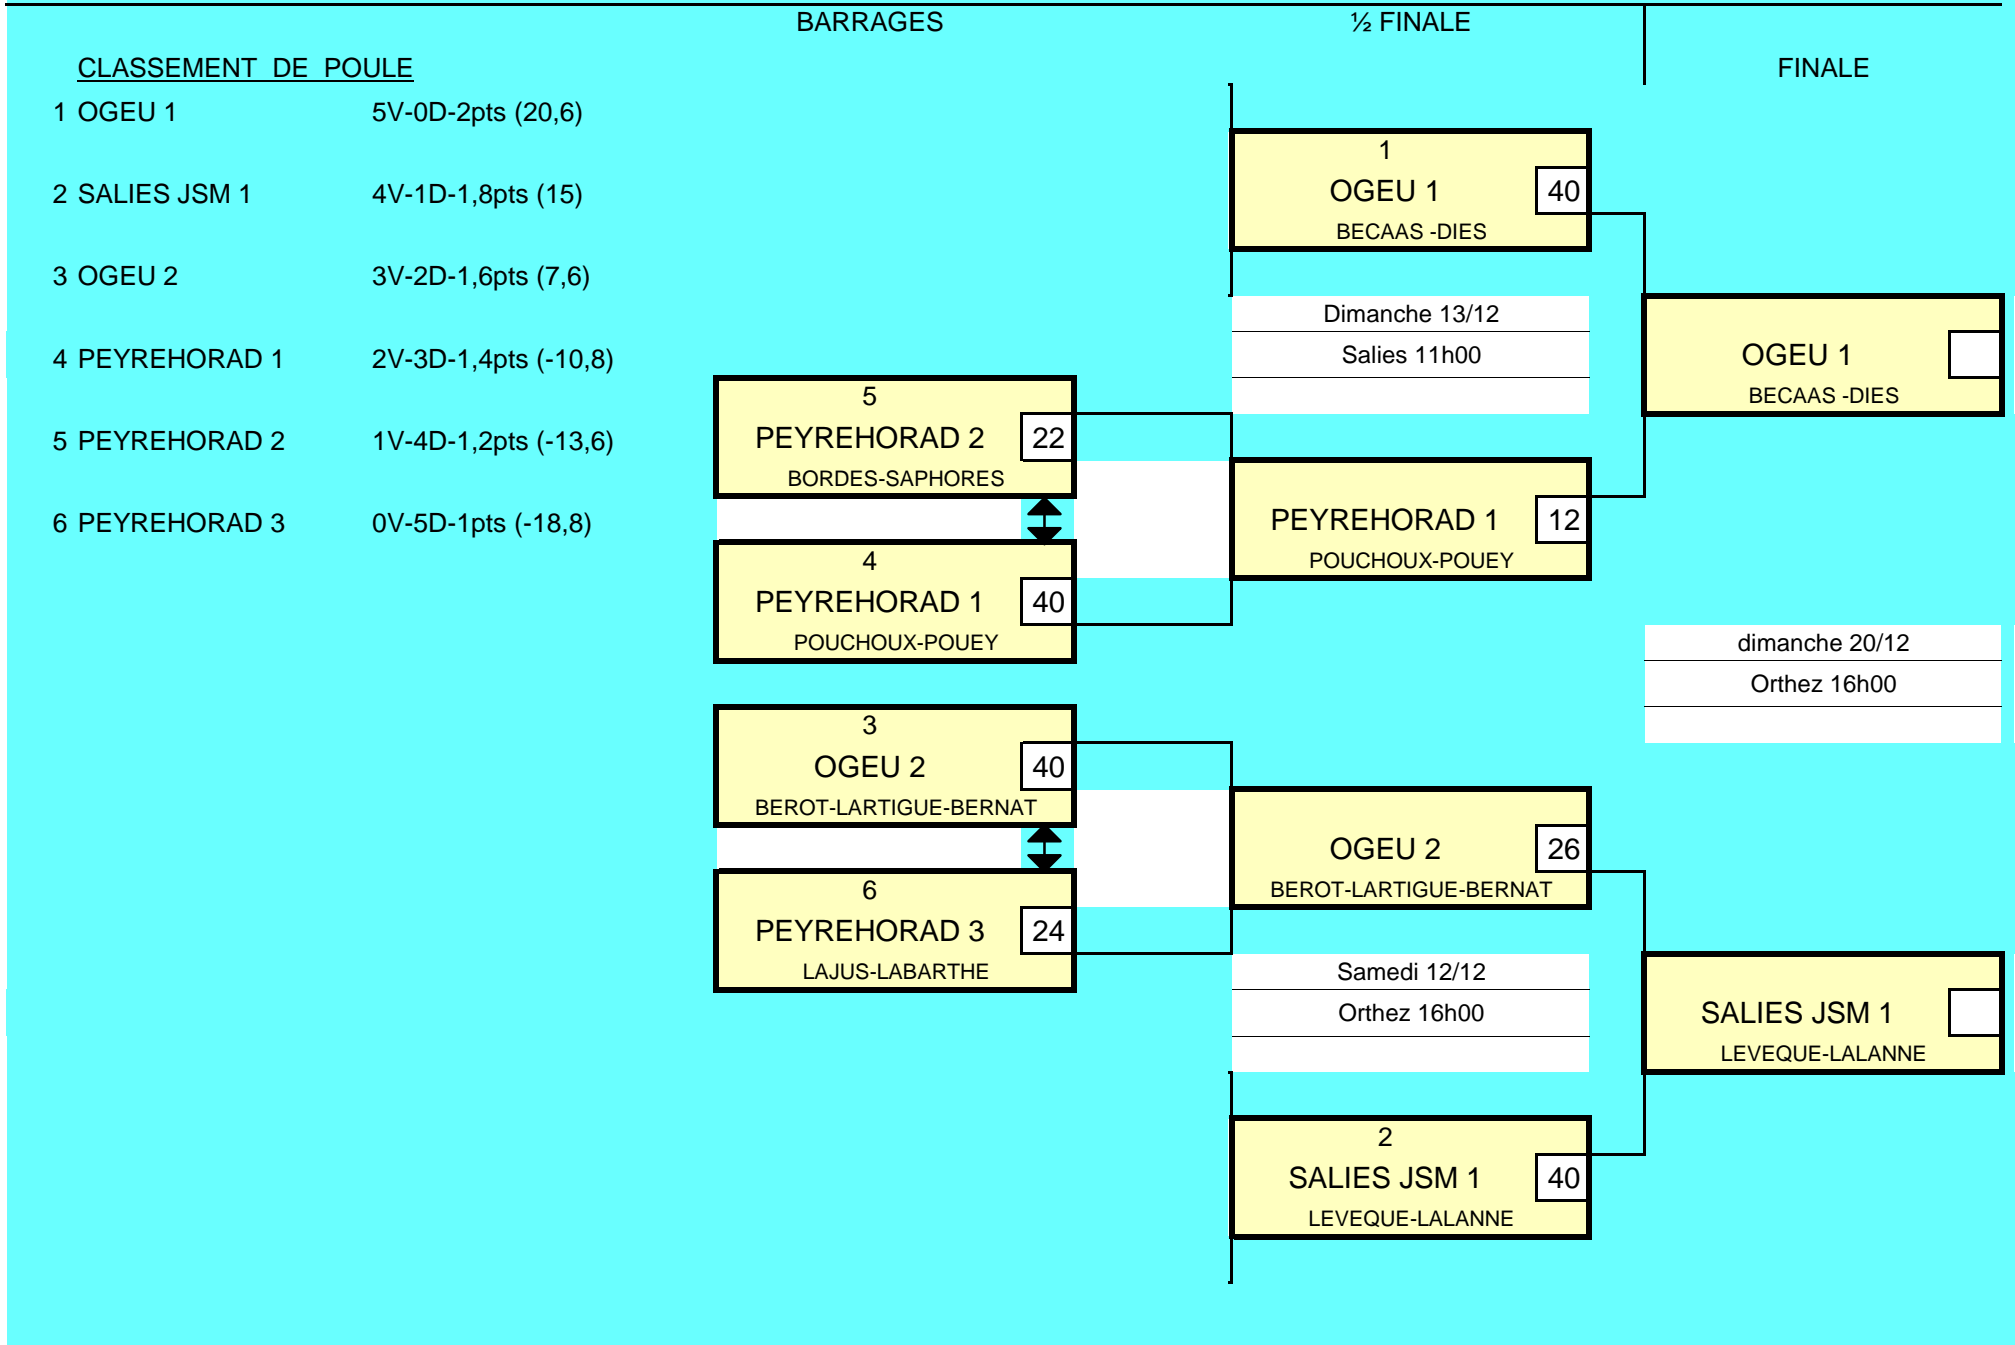 BARRAGES
½ FINALE
FINALE
CLASSEMENT DE POULE
1 OGEU 1 5V-0D-2pts (20,6)
2 SALIES JSM 1 4V-1D-1,8pts (15)
3 OGEU 2 3V-2D-1,6pts (7,6)
4 PEYREHORAD 1 2V-3D-1,4pts (-10,8)
5 PEYREHORAD 2 1V-4D-1,2pts (-13,6)
6 PEYREHORAD 3 0V-5D-1pts (-18,8)
5
PEYREHORAD 2 22
BORDES-SAPHORES
4
PEYREHORAD 1 40
POUCHOUX-POUEY
3
OGEU 2 40
BEROT-LARTIGUE-BERNAT
6
PEYREHORAD 3 24
LAJUS-LABARTHE
1
OGEU 1 40
BECAAS -DIES
Dimanche 13/12
Salies 11h00
PEYREHORAD 1 12
POUCHOUX-POUEY
OGEU 2 26
BEROT-LARTIGUE-BERNAT
Samedi 12/12
Orthez 16h00
2
SALIES JSM 1 40
LEVEQUE-LALANNE
OGEU 1
BECAAS -DIES
dimanche 20/12
Orthez 16h00
SALIES JSM 1
LEVEQUE-LALANNE